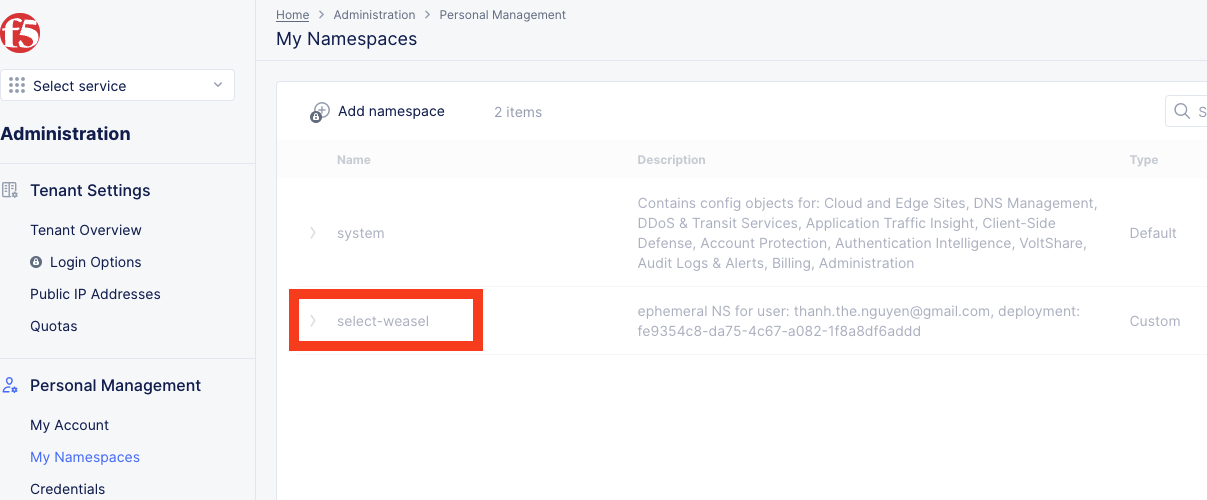 f5
Home > Administration > Personal Management
My Namespaces
Select service
Administration
Tenant Settings
Tenant Overview
Login Options
Public IP Addresses
Quotas
Personal Management
My Account
My Namespaces
Credentials
Add namespace
2 items
S
Name Description Type
system
Contains config objects for: Cloud and Edge Sites, DNS Management,
DDoS & Transit Services, Application Traffic Insight, Client-Side
Defense, Account Protection, Authentication Intelligence, VoltShare,
Audit Logs & Alerts, Billing, Administration
Default
select-weasel
ephemeral NS for user: thanh.the.nguyen@gmail.com, deployment:
fe9354c8-da75-4c67-a082-1f8a8df6addd
Custom